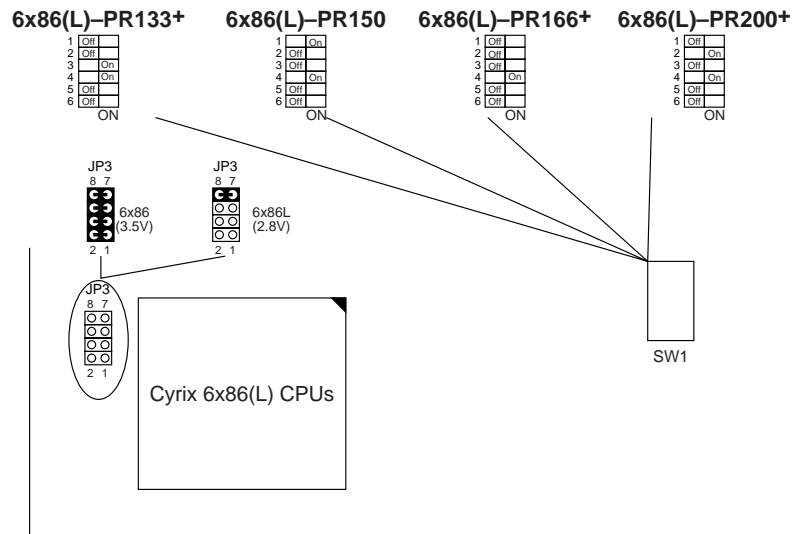 6x86(L)–PR133+ 6x86(L)–PR150 6x86(L)–PR166+ 6x86(L)–PR200+
1 Off 1 On 1 Off 1 Off
2 Off 2 Off 2 Off 2 On
3 On 3 Off 3 Off 3 Off
4 On 4 On 4 On 4 On
5 Off 5 Off 5 Off 5 Off
6 Off 6 Off 6 Off 6 Off
ON ON ON ON
JP3 JP3
8 7 8 7
6x86 6x86L
(3.5V) (2.8V)
2 1 2 1
JP3
8 7
2 1
SW1
Cyrix 6x86(L) CPUs